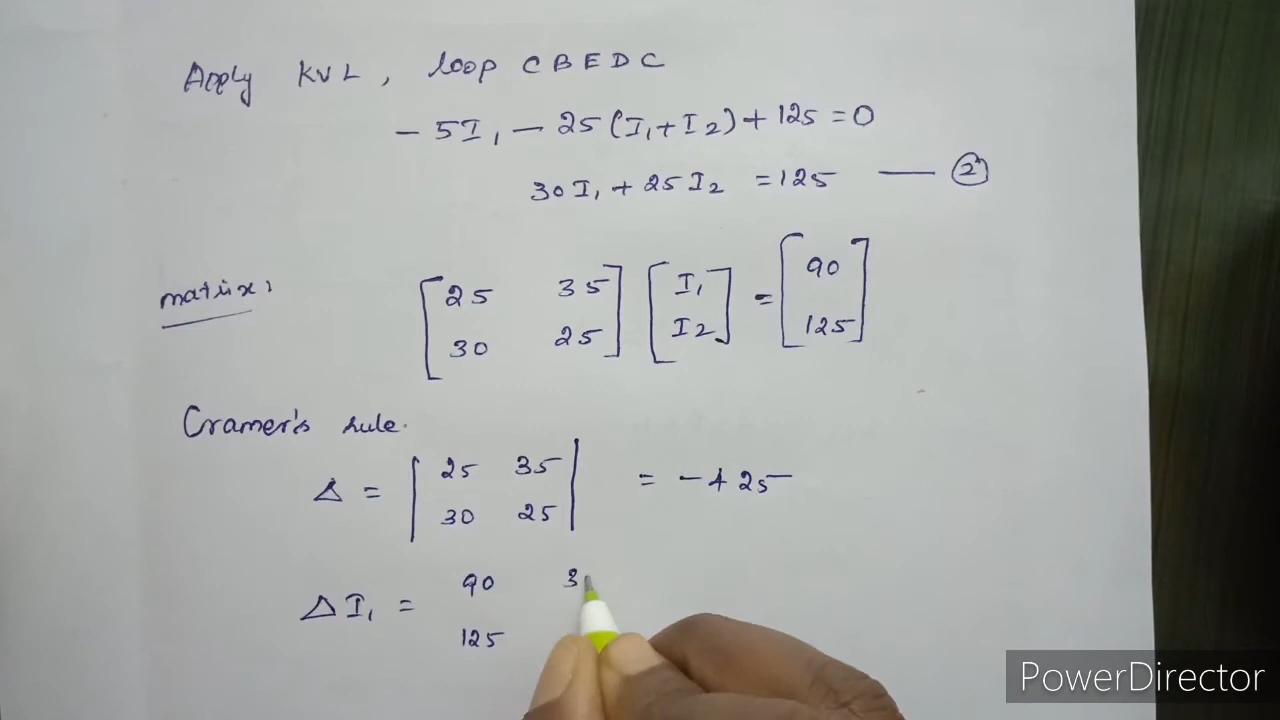 Apply KVL, loop CBEDC
- 5I₁ - 25(I₁+I₂)+125=0
30I₁+25I₂ =125 — ②
matrix:
[25 35] [I₁] = [90]
[30 25] [I₂] [125]
Cramer's rule.
Δ = |25 35| = -425
|30 25|
ΔI₁ = 90 3
125
PowerDirector